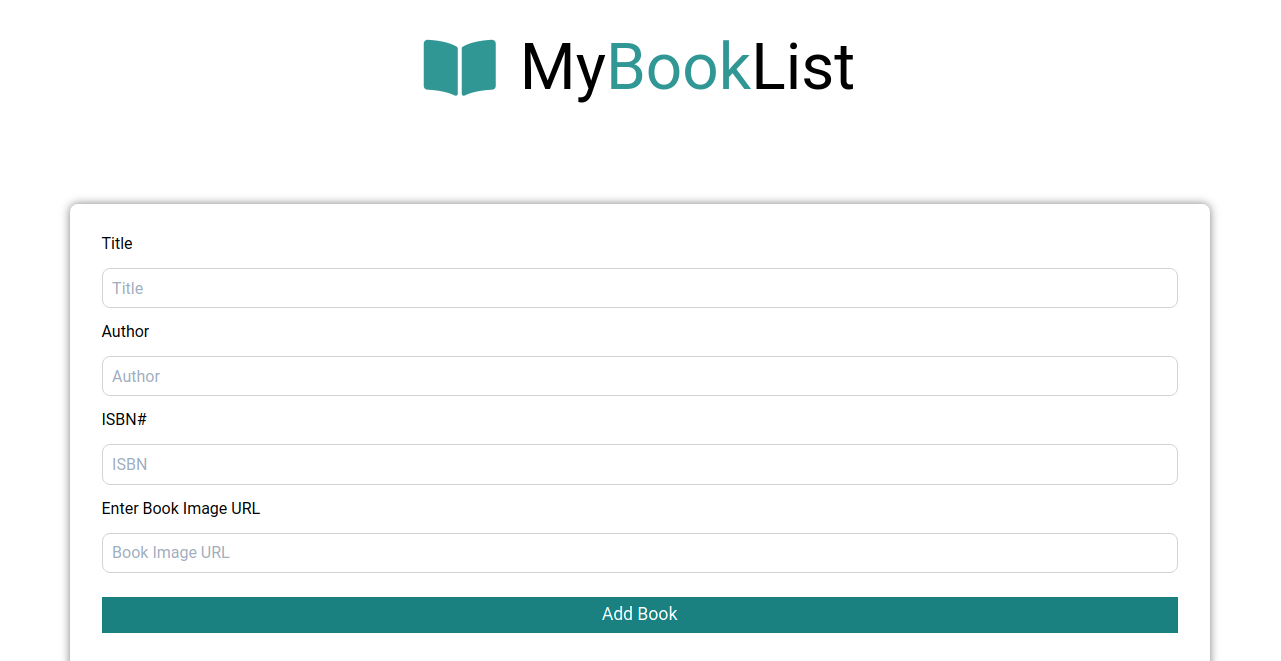 MyBookList
Title
Title
Author
Author
ISBN#
ISBN
Enter Book Image URL
Book Image URL
Add Book